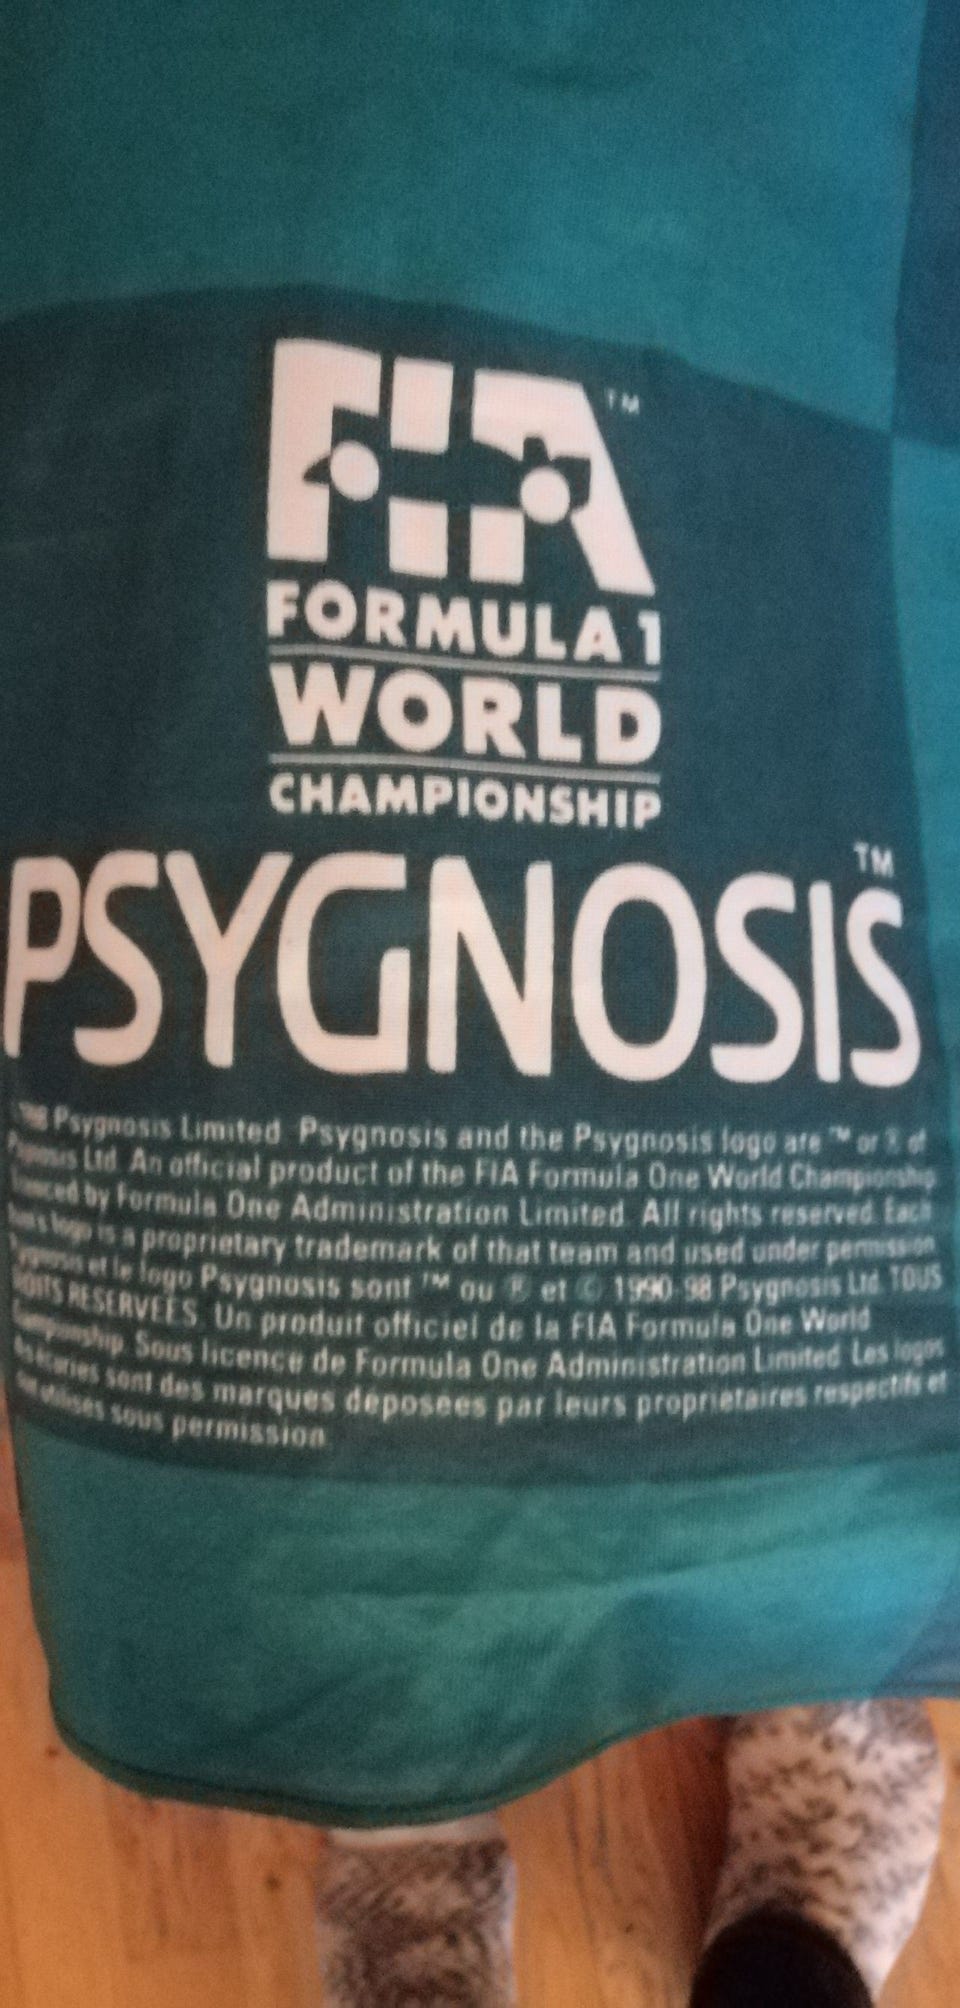 FIA™
FORMULA 1
WORLD
CHAMPIONSHIP
PSYGNOSIS™
Psygnosis Limited. Psygnosis and the Psygnosis logo are ™ or ® of
Ltd. An official product of the FIA Formula One World Championship
by Formula One Administration Limited. All rights reserved. Each
logo is a proprietary trademark of that team and used under permission
et le logo Psygnosis sont ™ ou ® et © 1990-98 Psygnosis Ltd. TOUS
RESERVEES. Un produit officiel de la FIA Formula One World
Sous licence de Formula One Administration Limited. Les logos
écuries sont des marques deposees par leurs proprietaires respectifs et
utilises sous permission.